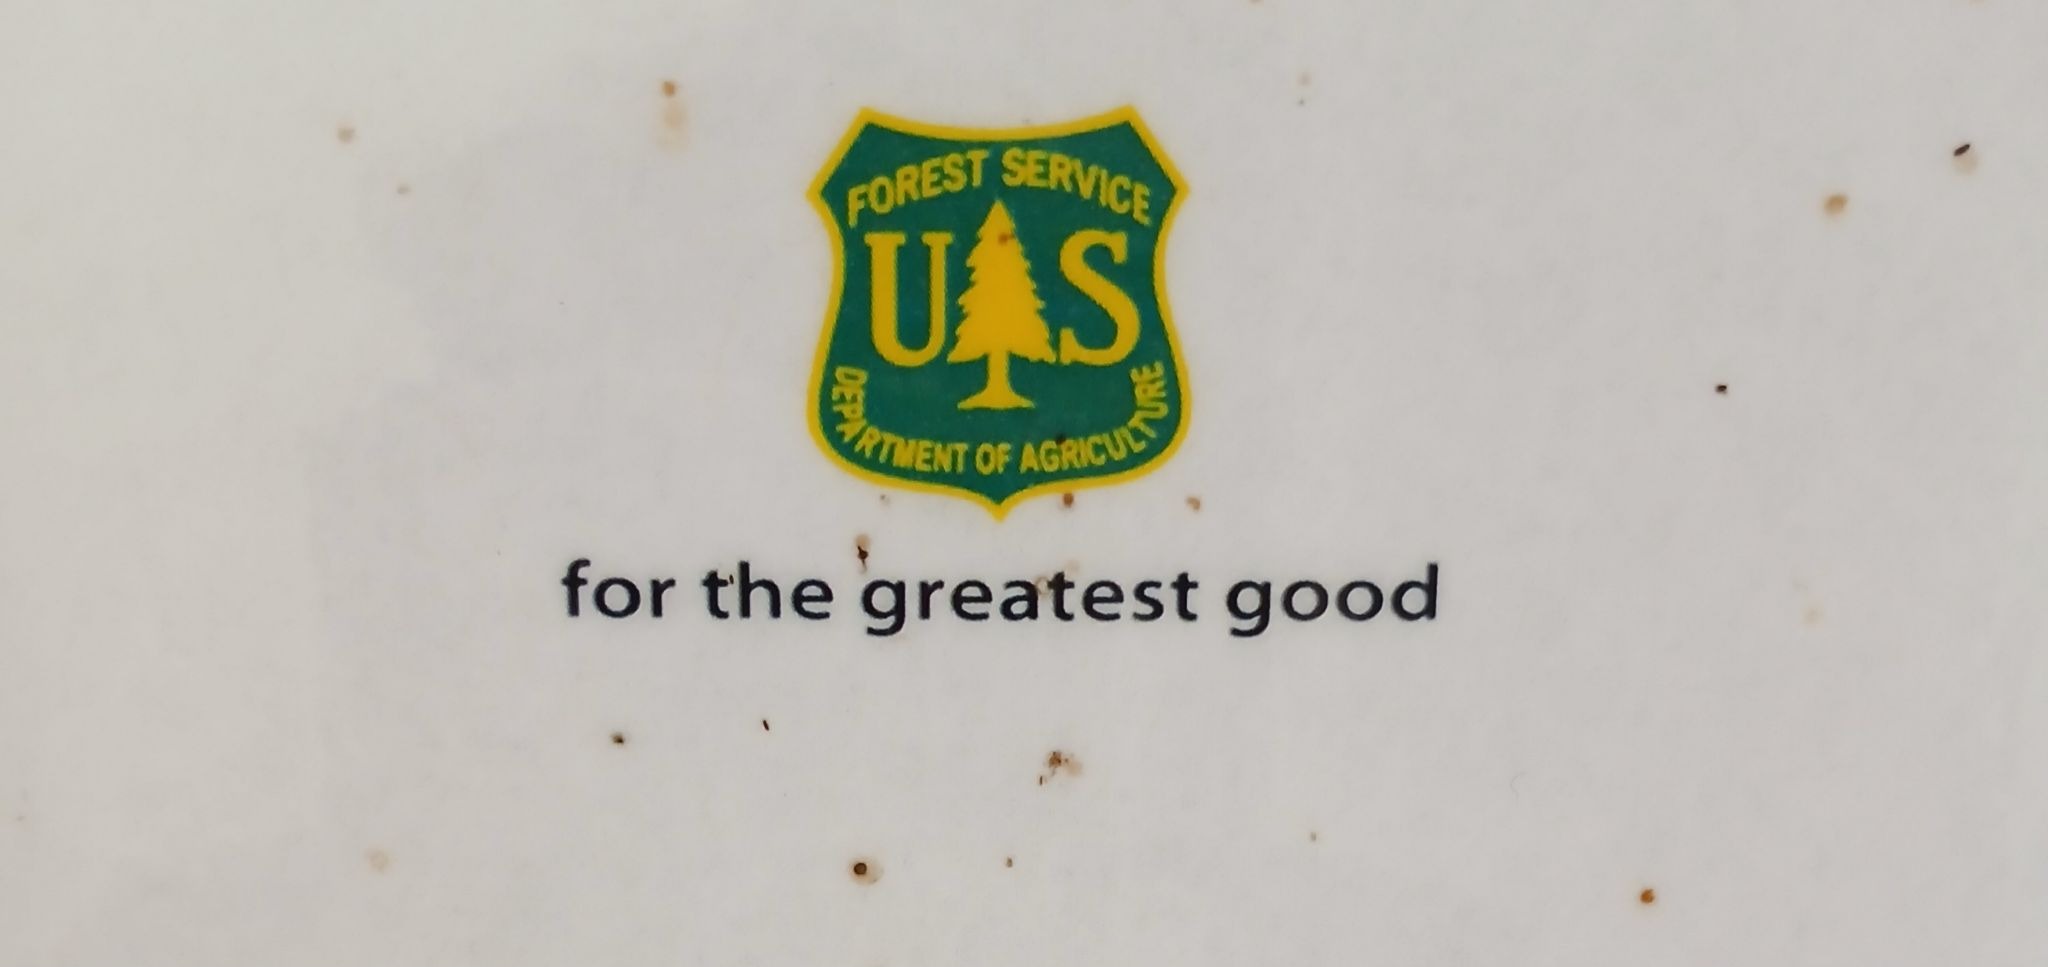 FOREST SERVICE
U S
DEPARTMENT OF AGRICULTURE
for the greatest good